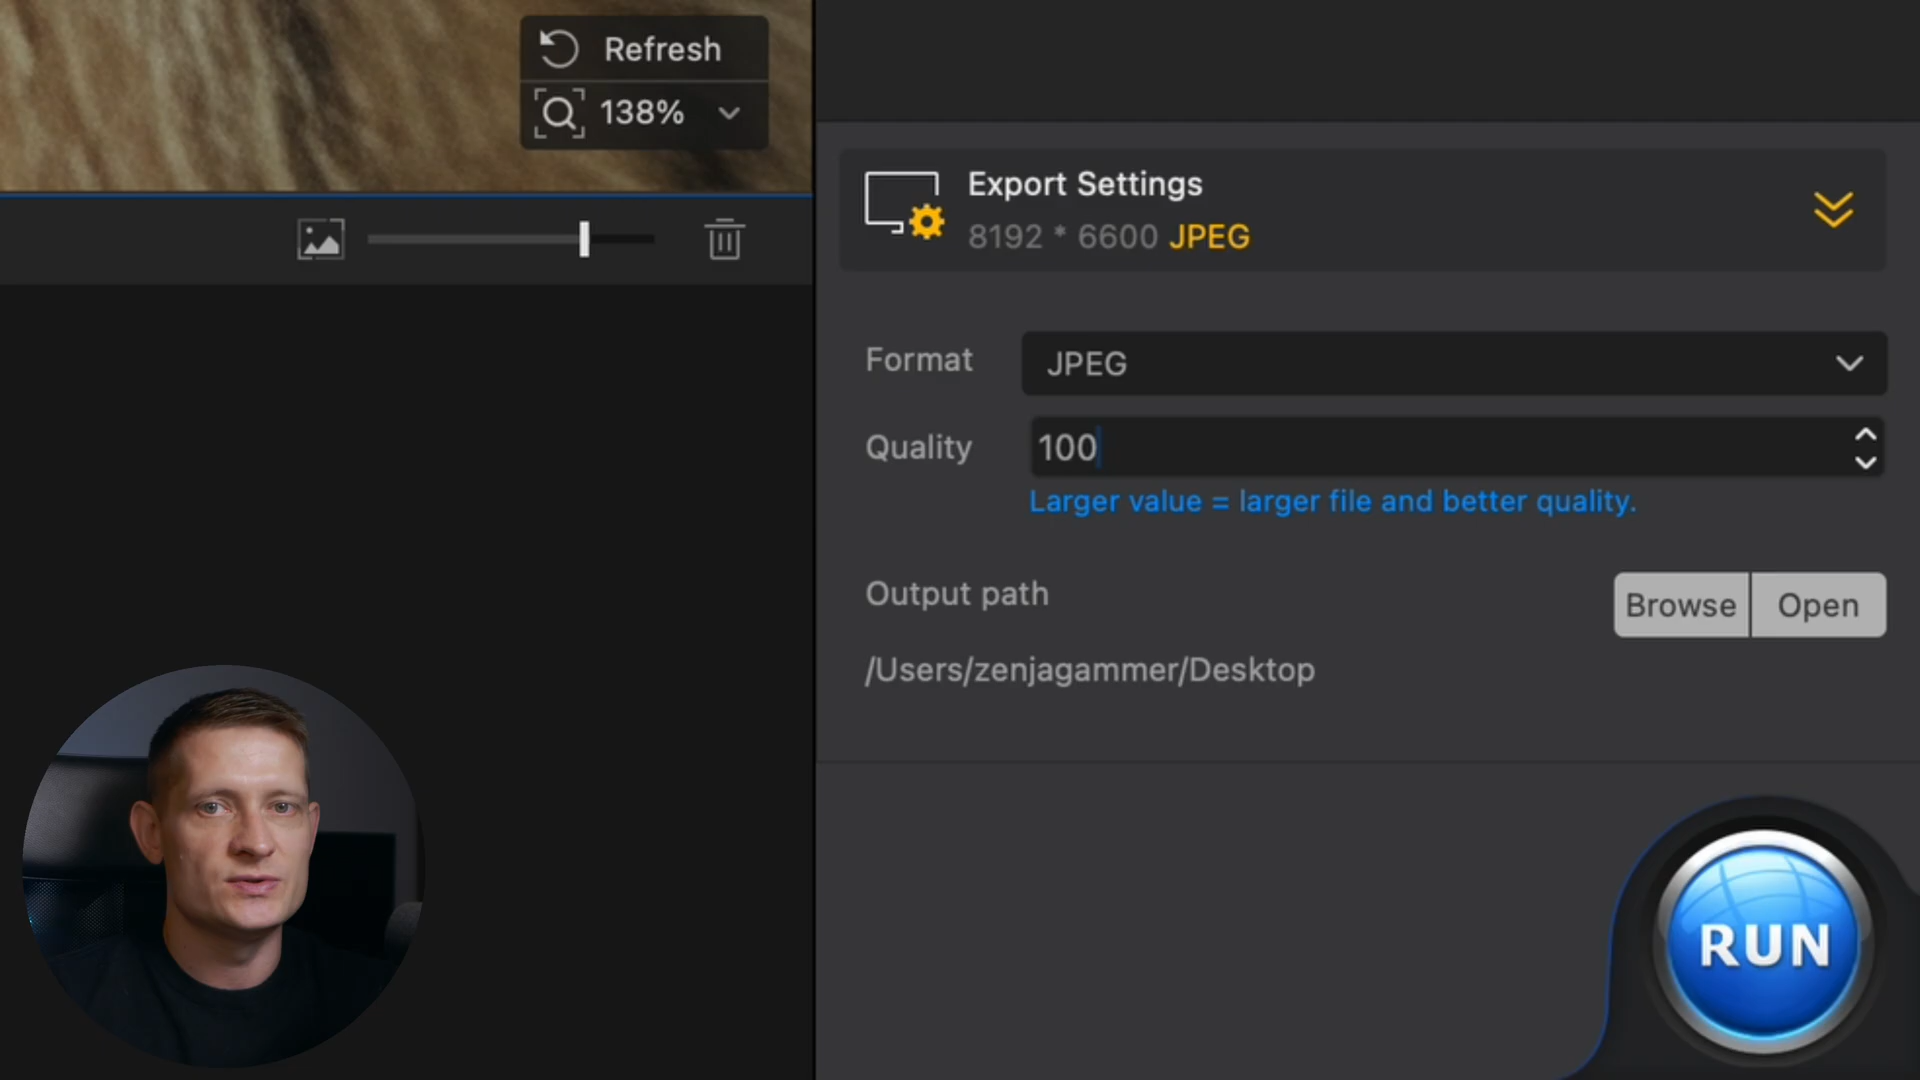 Refresh
138%
Export Settings
8192 * 6600 JPEG
Format
JPEG
Quality
100
Larger value = larger file and better quality.
Output path
Browse
Open
/Users/zenjagammer/Desktop
RUN